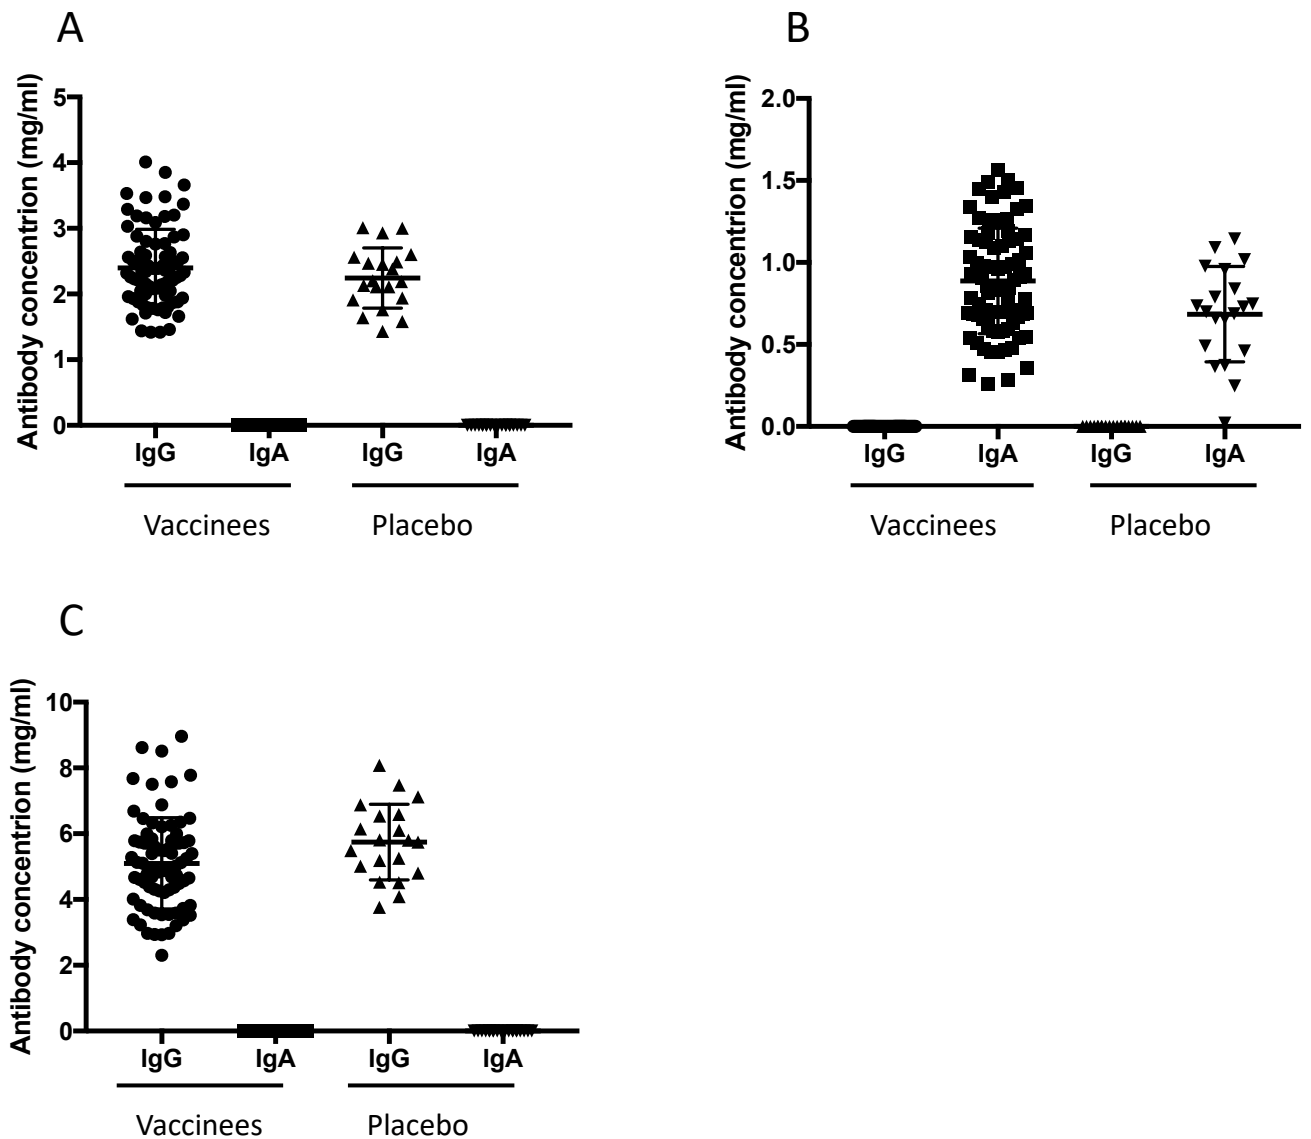 A
Antibody concentrion (mg/ml)
5
4
3
2
1
0
IgG IgA IgG IgA
Vaccinees Placebo
B
Antibody concentrion (mg/ml)
2.0
1.5
1.0
0.5
0.0
IgG IgA IgG IgA
Vaccinees Placebo
C
Antibody concentrion (mg/ml)
10
8
6
4
2
0
IgG IgA IgG IgA
Vaccinees Placebo